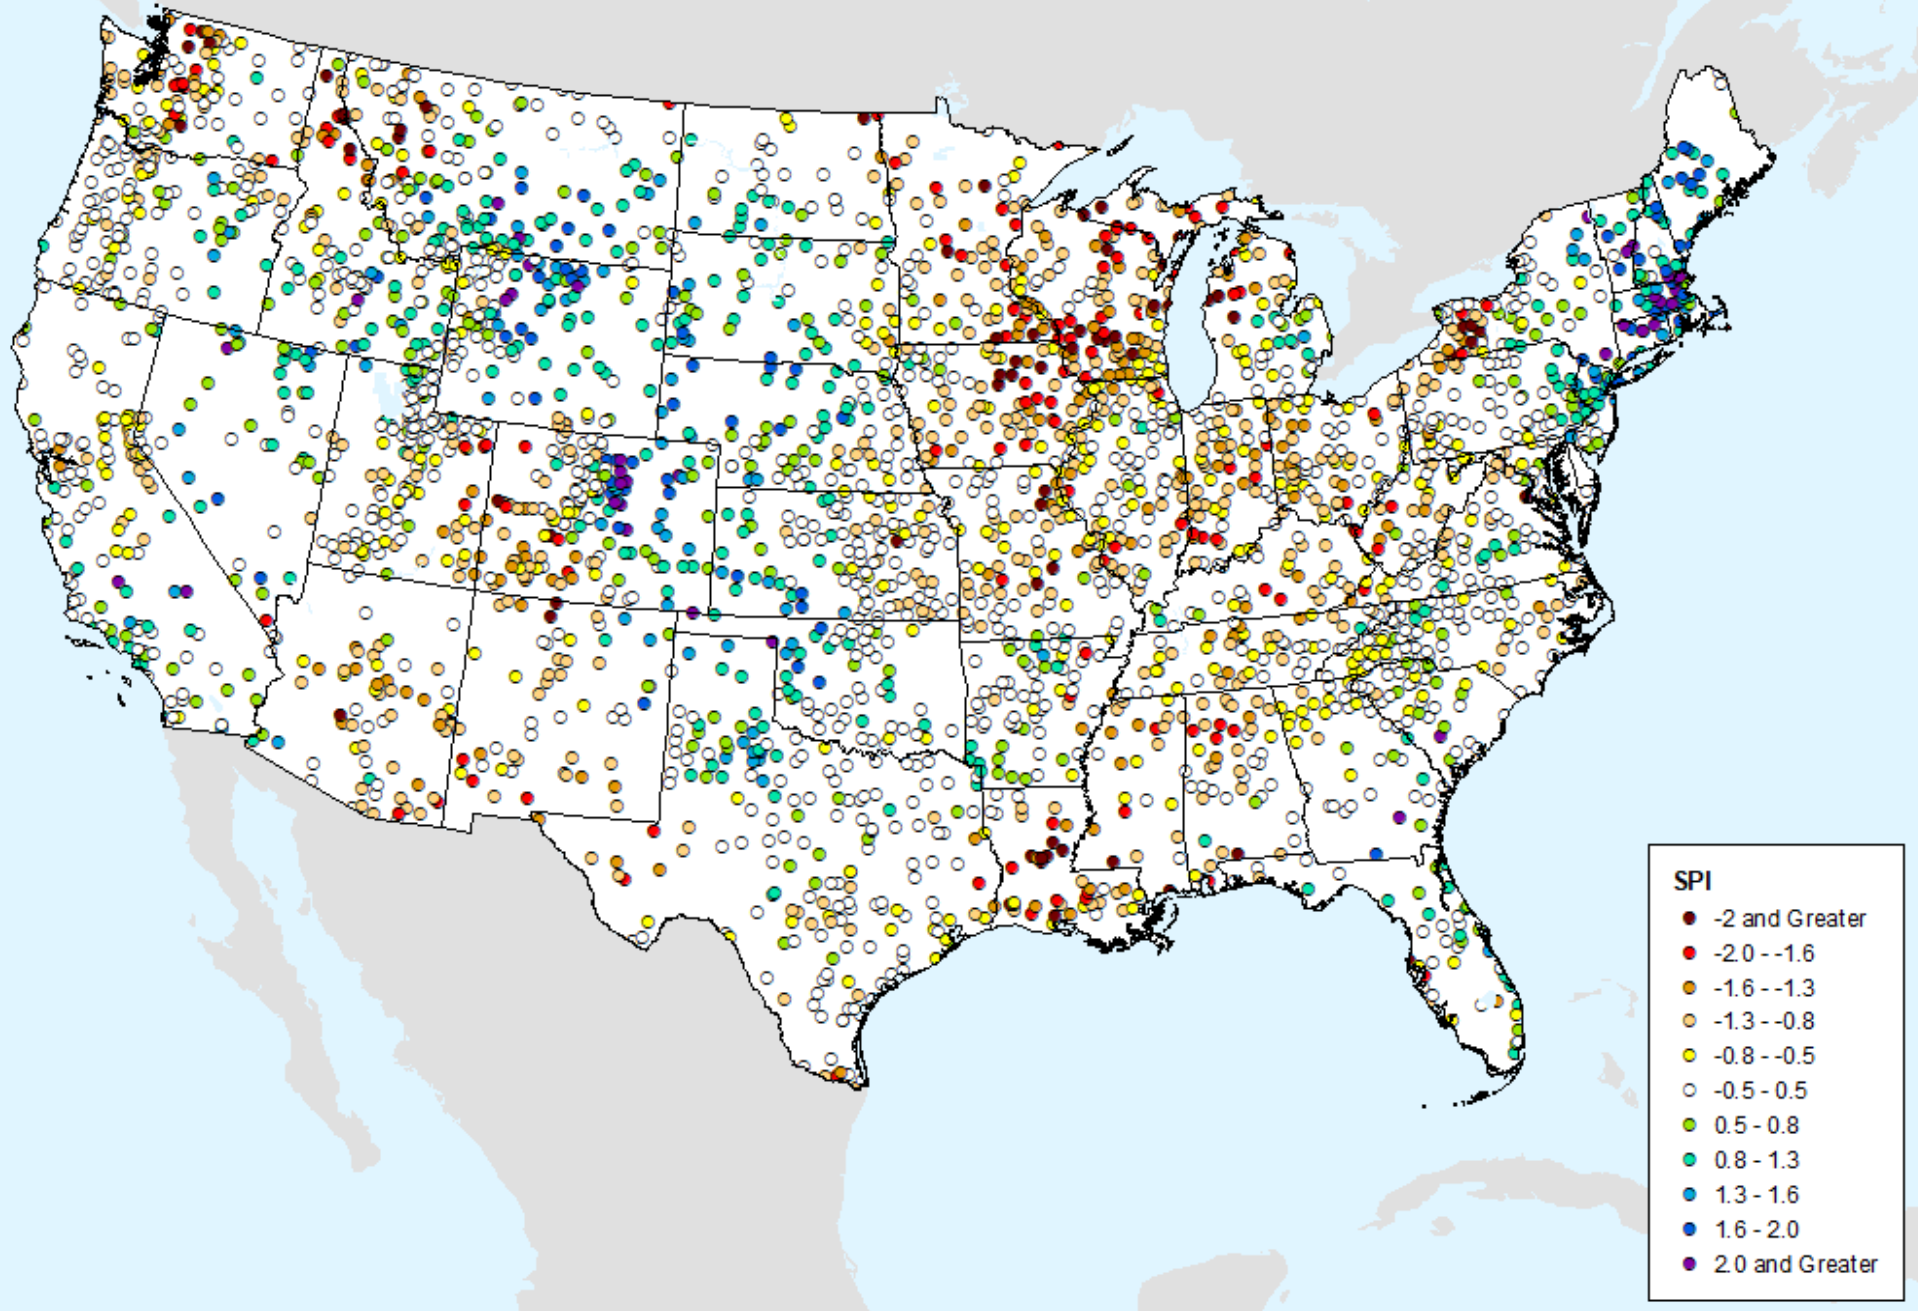 SPI
-2 and Greater
-2.0 - -1.6
-1.6 - -1.3
-1.3 - -0.8
-0.8 - -0.5
-0.5 - 0.5
0.5 - 0.8
0.8 - 1.3
1.3 - 1.6
1.6 - 2.0
2.0 and Greater